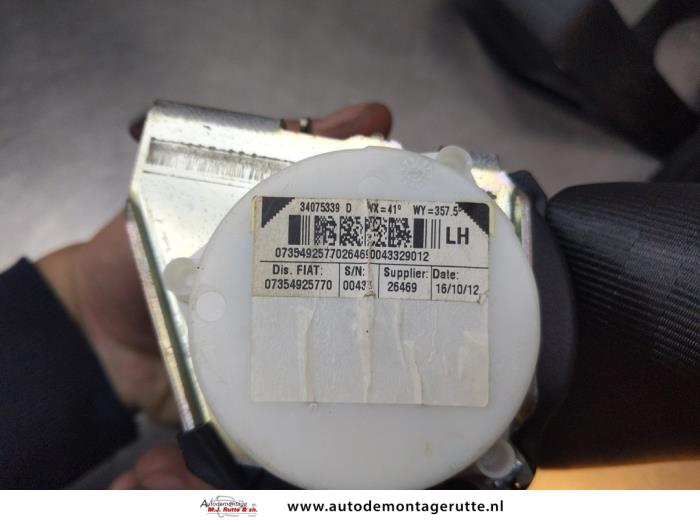 34075339 D WX=41° WY=357.5°
LH
07354925770264690043329012
Dis. FIAT: S/N: Supplier: Date:
07354925770 0043 26469 16/10/12
Autodemontage
M.J. Rutte & zn.
www.autodemontagerutte.nl